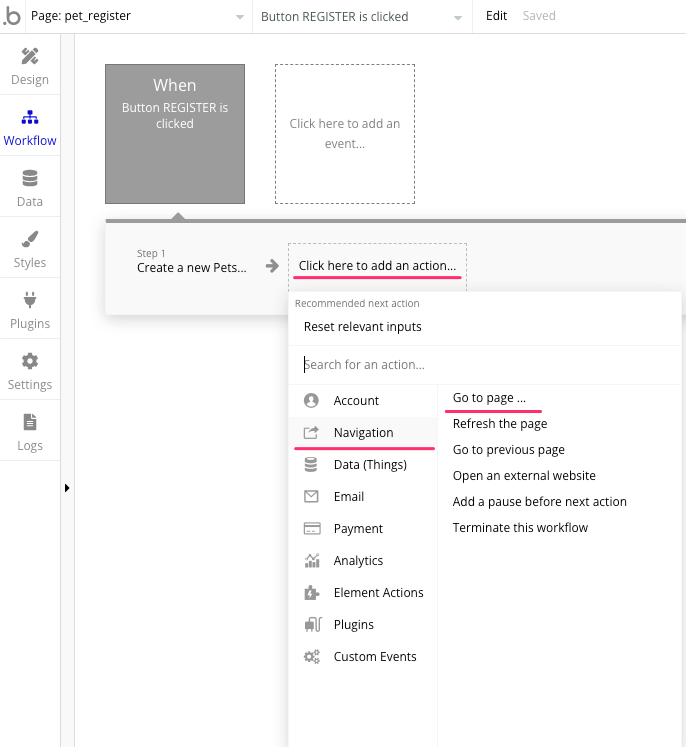 .b
Page: pet_register
Button REGISTER is clicked
Edit
Saved
Design
Workflow
Data
Styles
Plugins
Settings
Logs
When
Button REGISTER is
clicked
Click here to add an
event...
Step 1
Create a new Pets...
Click here to add an action...
Recommended next action
Reset relevant inputs
Search for an action...
Account
Navigation
Data (Things)
Email
Payment
Analytics
Element Actions
Plugins
Custom Events
Go to page ...
Refresh the page
Go to previous page
Open an external website
Add a pause before next action
Terminate this workflow